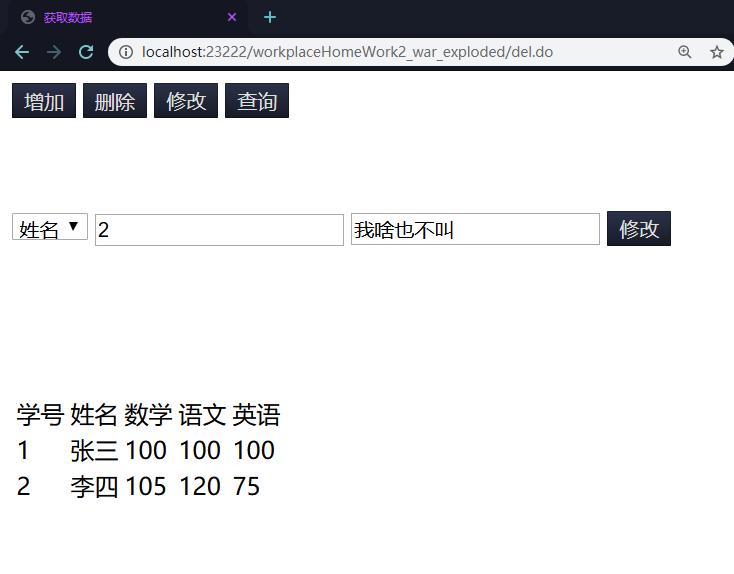 获取数据
localhost:23222/workplaceHomeWork2_war_exploded/del.do
增加 删除 修改 查询
姓名 2 我啥也不叫 修改
学号 姓名 数学 语文 英语
1 张三 100 100 100
2 李四 105 120 75